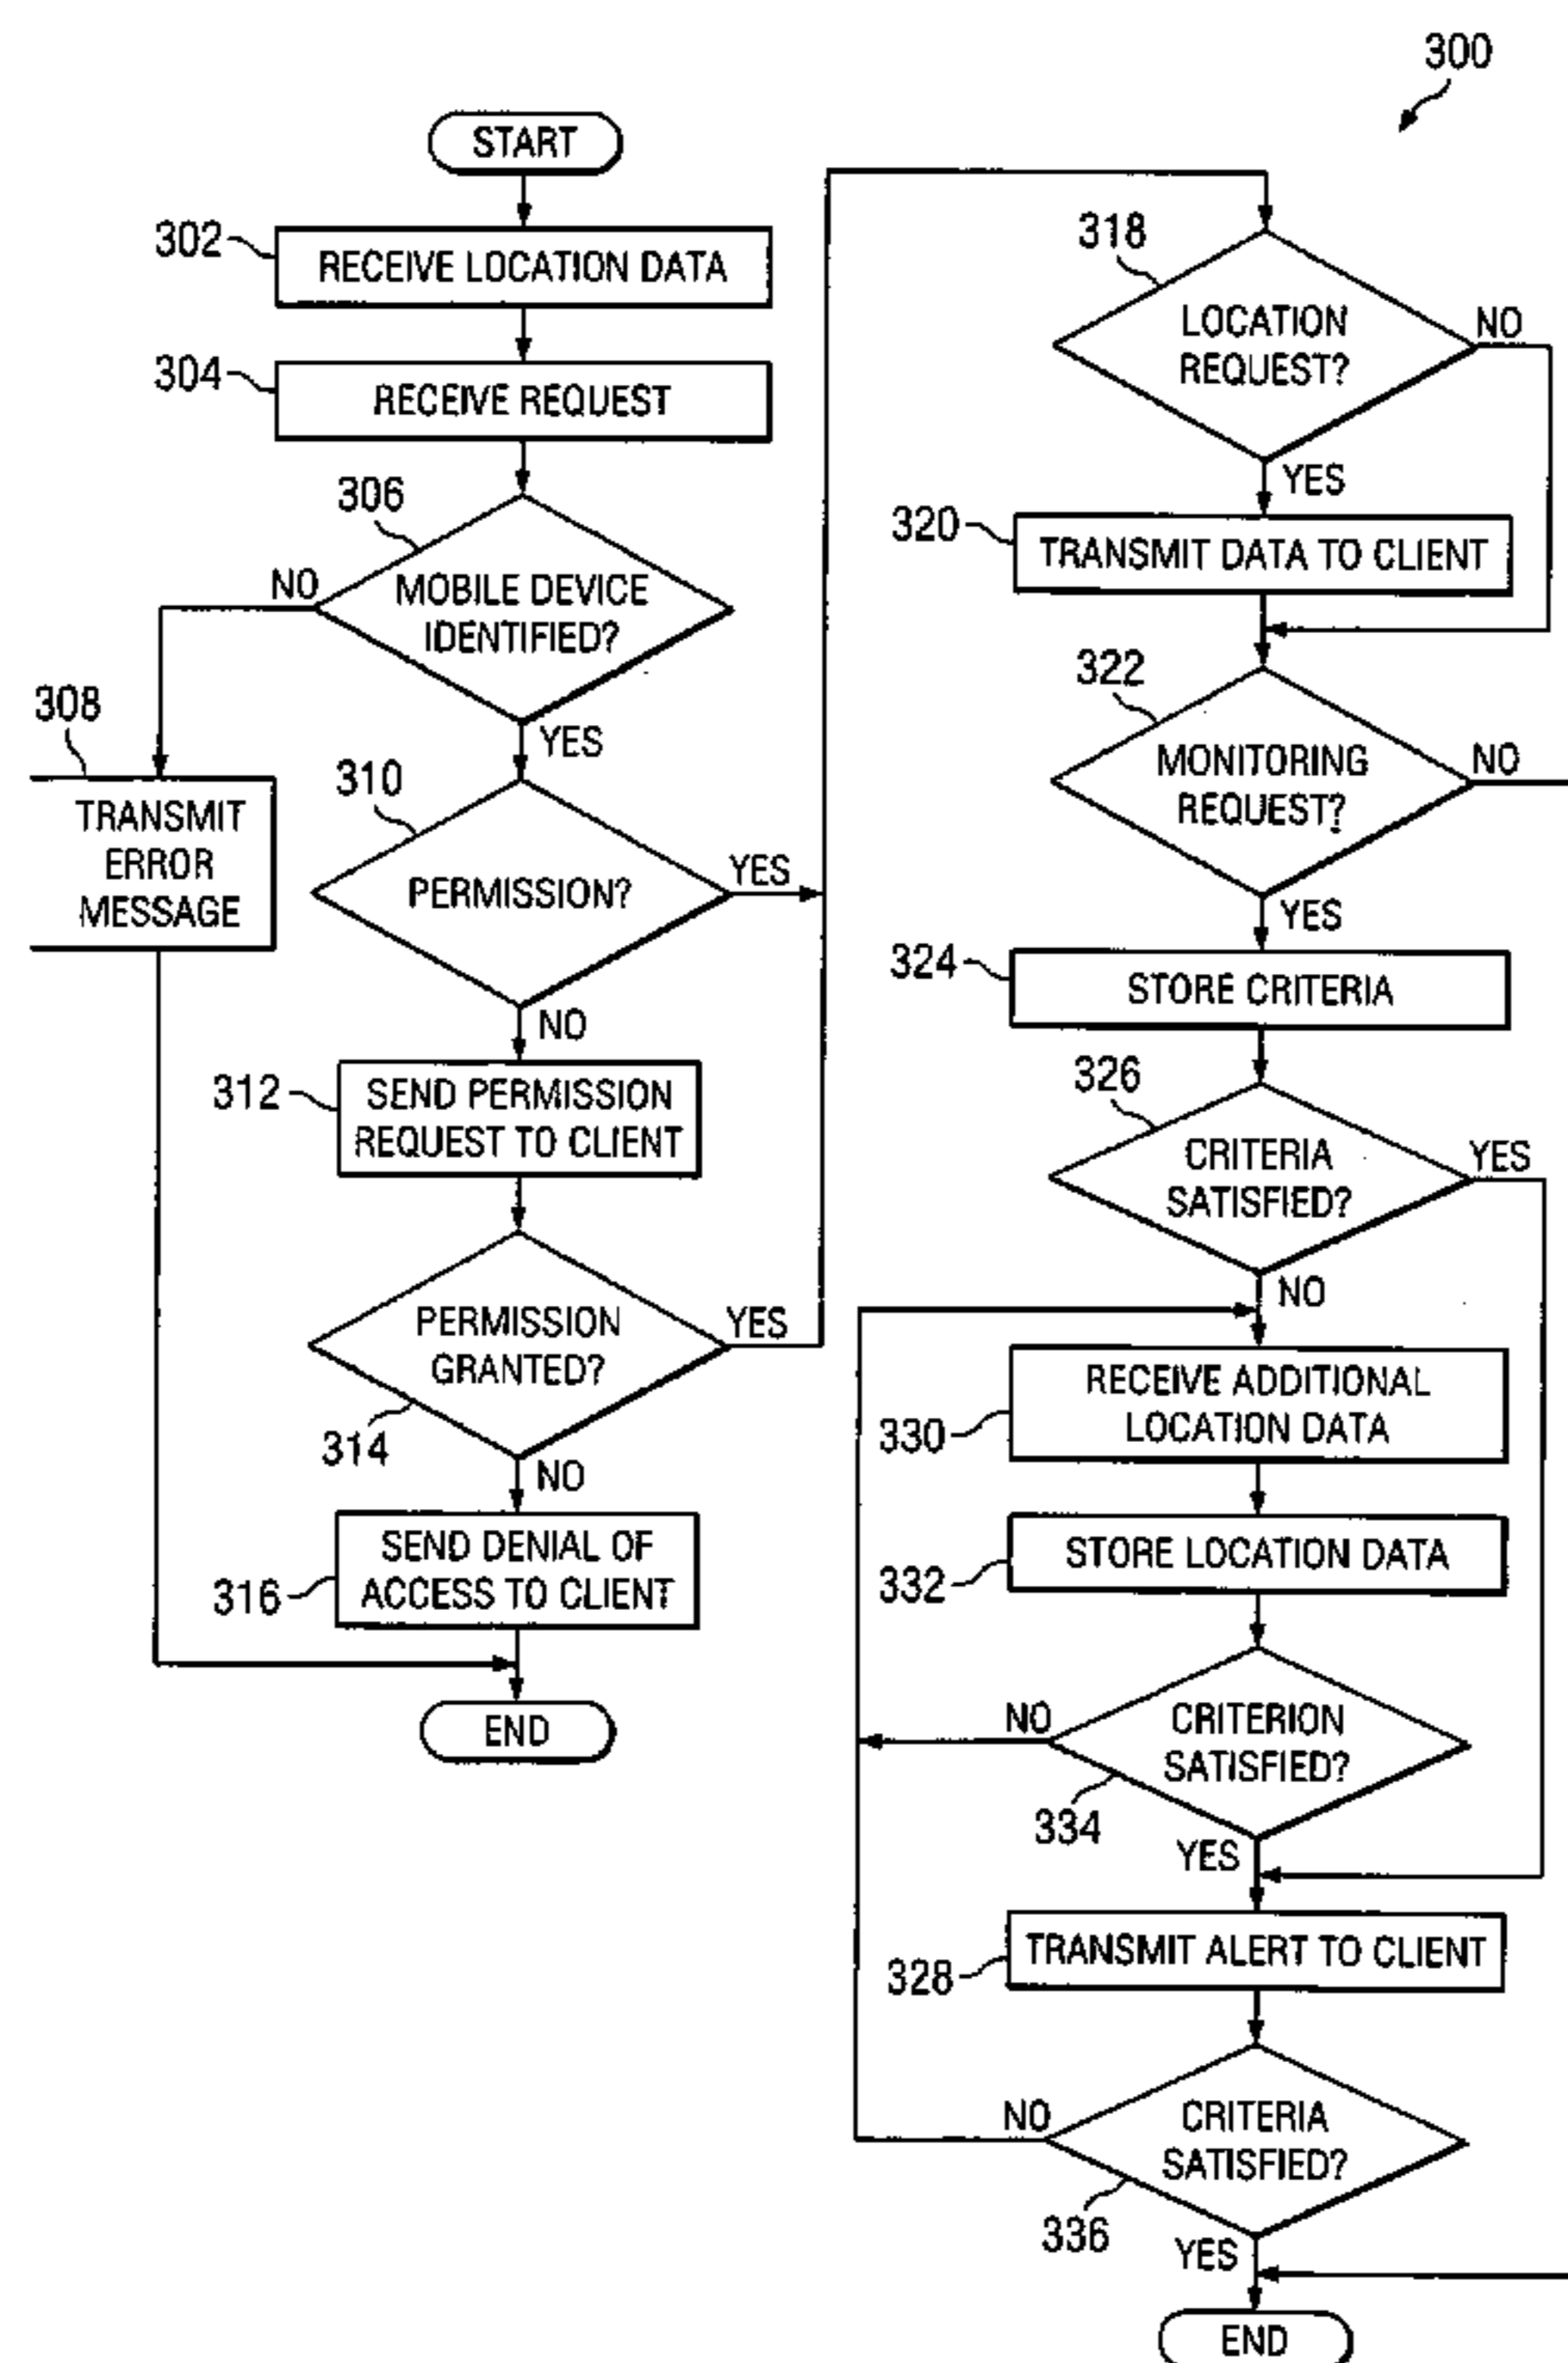 300
START
302
RECEIVE LOCATION DATA
304
RECEIVE REQUEST
306
NO
MOBILE DEVICE
IDENTIFIED?
YES
308
TRANSMIT
ERROR
MESSAGE
310
PERMISSION?
YES
NO
312
SEND PERMISSION
REQUEST TO CLIENT
PERMISSION
GRANTED?
YES
314
NO
316
SEND DENIAL OF
ACCESS TO CLIENT
END
318
LOCATION
REQUEST?
NO
YES
320
TRANSMIT DATA TO CLIENT
322
MONITORING
REQUEST?
NO
YES
324
STORE CRITERIA
326
CRITERIA
SATISFIED?
YES
NO
330
RECEIVE ADDITIONAL
LOCATION DATA
332
STORE LOCATION DATA
NO
CRITERION
SATISFIED?
334
YES
328
TRANSMIT ALERT TO CLIENT
NO
CRITERIA
SATISFIED?
336
YES
END